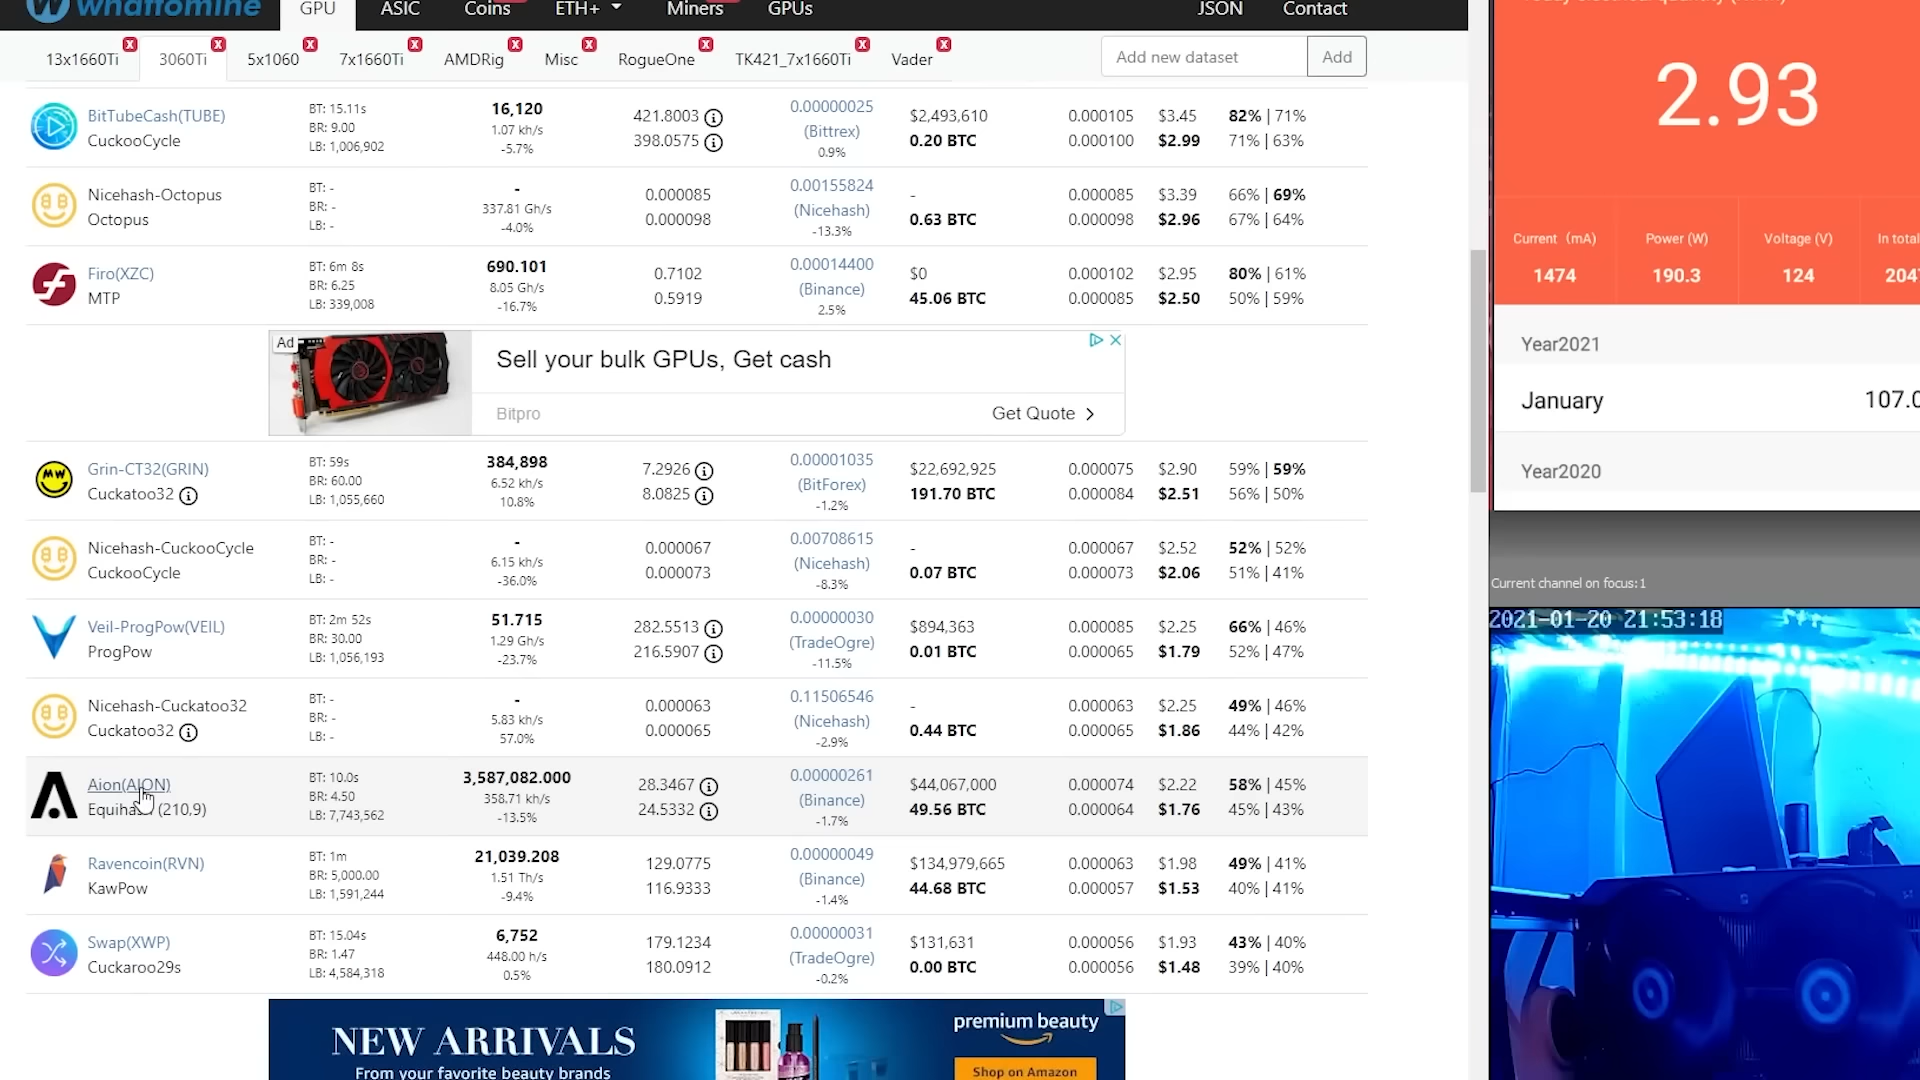 whattomine
GPU
ASIC
Coins
ETH+
Miners
GPUs
JSON
Contact
13x1660Ti
3060Ti
5x1060
7x1660Ti
AMDRig
Misc
RogueOne
TK421_7x1660Ti
Vader
Add new dataset
Add
BitTubeCash(TUBE)
CuckooCycle
BT: 15.11s
BR: 9.00
LB: 1,006,902
16,120
1.07 kh/s
-5.7%
421.8003
398.0575
0.00000025
(Bittrex)
0.9%
$2,493,610
0.20 BTC
0.000105
0.000100
$3.45
$2.99
82% | 71%
71% | 63%
Nicehash-Octopus
Octopus
BT: -
BR: -
LB: -
-
337.81 Gh/s
-4.0%
0.000085
0.000098
0.00155824
(Nicehash)
-13.3%
-
0.63 BTC
0.000085
0.000098
$3.39
$2.96
66% | 69%
67% | 64%
Firo(XZC)
MTP
BT: 6m 8s
BR: 6.25
LB: 339,008
690.101
8.05 Gh/s
-16.7%
0.7102
0.5919
0.00014400
(Binance)
2.5%
$0
45.06 BTC
0.000102
0.000085
$2.95
$2.50
80% | 61%
50% | 59%
Ad
Sell your bulk GPUs, Get cash
Bitpro
Get Quote
Grin-CT32(GRIN)
Cuckatoo32
BT: 59s
BR: 60.00
LB: 1,055,660
384,898
6.52 kh/s
10.8%
7.2926
8.0825
0.00001035
(BitForex)
-1.2%
$22,692,925
191.70 BTC
0.000075
0.000084
$2.90
$2.51
59% | 59%
56% | 50%
Nicehash-CuckooCycle
CuckooCycle
BT: -
BR: -
LB: -
-
6.15 kh/s
-36.0%
0.000067
0.000073
0.00708615
(Nicehash)
-8.3%
-
0.07 BTC
0.000067
0.000073
$2.52
$2.06
52% | 52%
51% | 41%
Veil-ProgPow(VEIL)
ProgPow
BT: 2m 52s
BR: 30.00
LB: 1,056,193
51.715
1.29 Gh/s
-23.7%
282.5513
216.5907
0.00000030
(TradeOgre)
-11.5%
$894,363
0.01 BTC
0.000085
0.000065
$2.25
$1.79
66% | 46%
52% | 47%
Nicehash-Cuckatoo32
Cuckatoo32
BT: -
BR: -
LB: -
-
5.83 kh/s
57.0%
0.000063
0.000065
0.11506546
(Nicehash)
-2.9%
-
0.44 BTC
0.000063
0.000065
$2.25
$1.86
49% | 46%
44% | 42%
Aion(AION)
Equihash (210,9)
BT: 10.0s
BR: 4.50
LB: 7,743,562
3,587,082.000
358.71 kh/s
-13.5%
28.3467
24.5332
0.00000261
(Binance)
-1.7%
$44,067,000
49.56 BTC
0.000074
0.000064
$2.22
$1.76
58% | 45%
45% | 43%
Ravencoin(RVN)
KawPow
BT: 1m
BR: 5,000.00
LB: 1,591,244
21,039.208
1.51 Th/s
-9.4%
129.0775
116.9333
0.00000049
(Binance)
-1.4%
$134,979,665
44.68 BTC
0.000063
0.000057
$1.98
$1.53
49% | 41%
40% | 41%
Swap(XWP)
Cuckaroo29s
BT: 15.04s
BR: 1.47
LB: 4,584,318
6,752
448.00 h/s
0.5%
179.1234
180.0912
0.00000031
(TradeOgre)
-0.2%
$131,631
0.00 BTC
0.000056
0.000056
$1.93
$1.48
43% | 40%
39% | 40%
NEW ARRIVALS
From your favorite beauty brands
premium beauty
Shop on Amazon
2.93
Current (mA)
Power (W)
Voltage (V)
In total
1474
190.3
124
204
Year2021
January
107.0
Year2020
Current channel on focus:1
2021-01-20 21:53:18